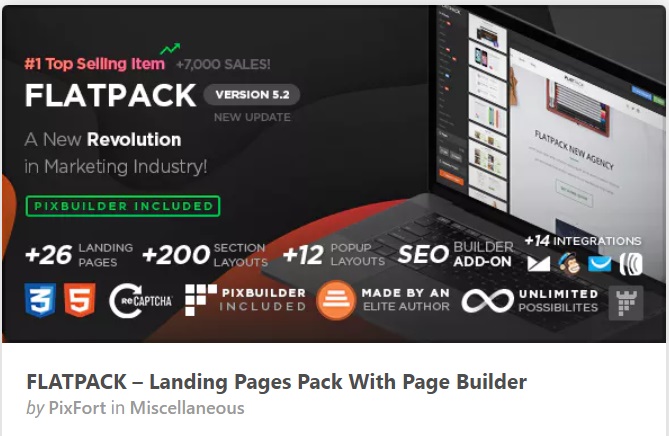 FLATPACK
#1 Top Selling Item +7,000 SALES!
FLATPACK VERSION 5.2
NEW UPDATE
A New Revolution
in Marketing Industry!
PIXBUILDER INCLUDED
FLATPACK NEW AGENCY
+26 LANDING PAGES
+200 SECTION LAYOUTS
+12 POPUP LAYOUTS
SEO BUILDER ADD-ON
+14 INTEGRATIONS
3
5
reCAPTCHA
PIXBUILDER INCLUDED
MADE BY AN ELITE AUTHOR
UNLIMITED POSSIBILITES
FLATPACK – Landing Pages Pack With Page Builder
by PixFort in Miscellaneous